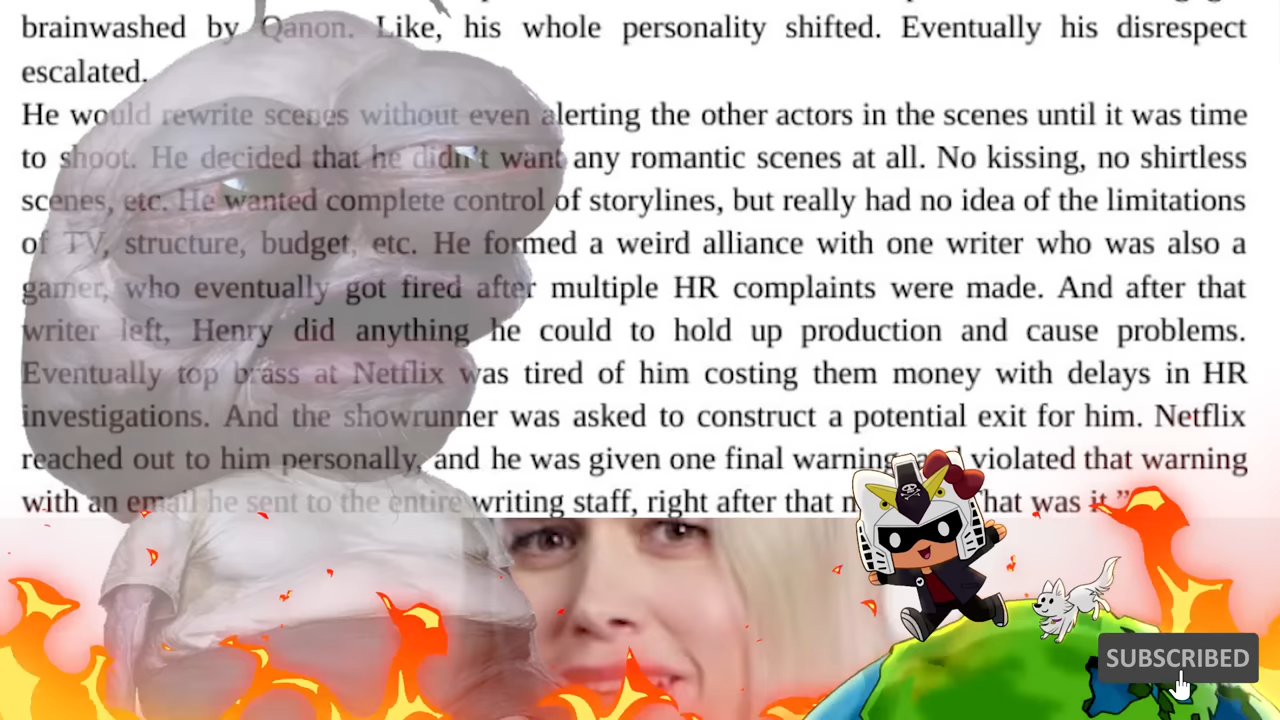 brainwashed by Qanon. Like, his whole personality shifted. Eventually his disrespect
escalated.
He would rewrite scenes without even alerting the other actors in the scenes until it was time
to shoot. He decided that he didn't want any romantic scenes at all. No kissing, no shirtless
scenes, etc. He wanted complete control of storylines, but really had no idea of the limitations
of TV, structure, budget, etc. He formed a weird alliance with one writer who was also a
gamer, who eventually got fired after multiple HR complaints were made. And after that
writer left, Henry did anything he could to hold up production and cause problems.
Eventually top brass at Netflix was tired of him costing them money with delays in HR
investigations. And the showrunner was asked to construct a potential exit for him. Netflix
reached out to him personally, and he was given one final warning violated that warning
with an email he sent to the entire writing staff, right after that was it.”
SUBSCRIBED